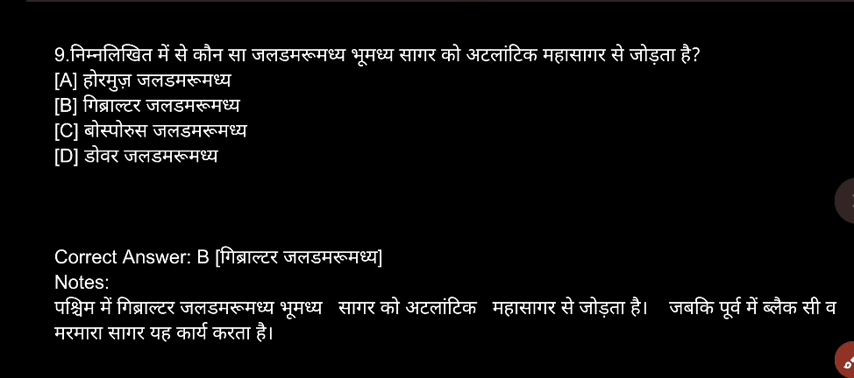 9.निम्नलिखित में से कौन सा जलडमरूमध्य भूमध्य सागर को अटलांटिक महासागर से जोड़ता है?
[A] होरमुज़ जलडमरूमध्य
[B] गिब्राल्टर जलडमरूमध्य
[C] बोस्पोरुस जलडमरूमध्य
[D] डोवर जलडमरूमध्य
Correct Answer: B [गिब्राल्टर जलडमरूमध्य]
Notes:
पश्चिम में गिब्राल्टर जलडमरूमध्य भूमध्य सागर को अटलांटिक महासागर से जोड़ता है। जबकि पूर्व में ब्लैक सी व
मरमारा सागर यह कार्य करता है।